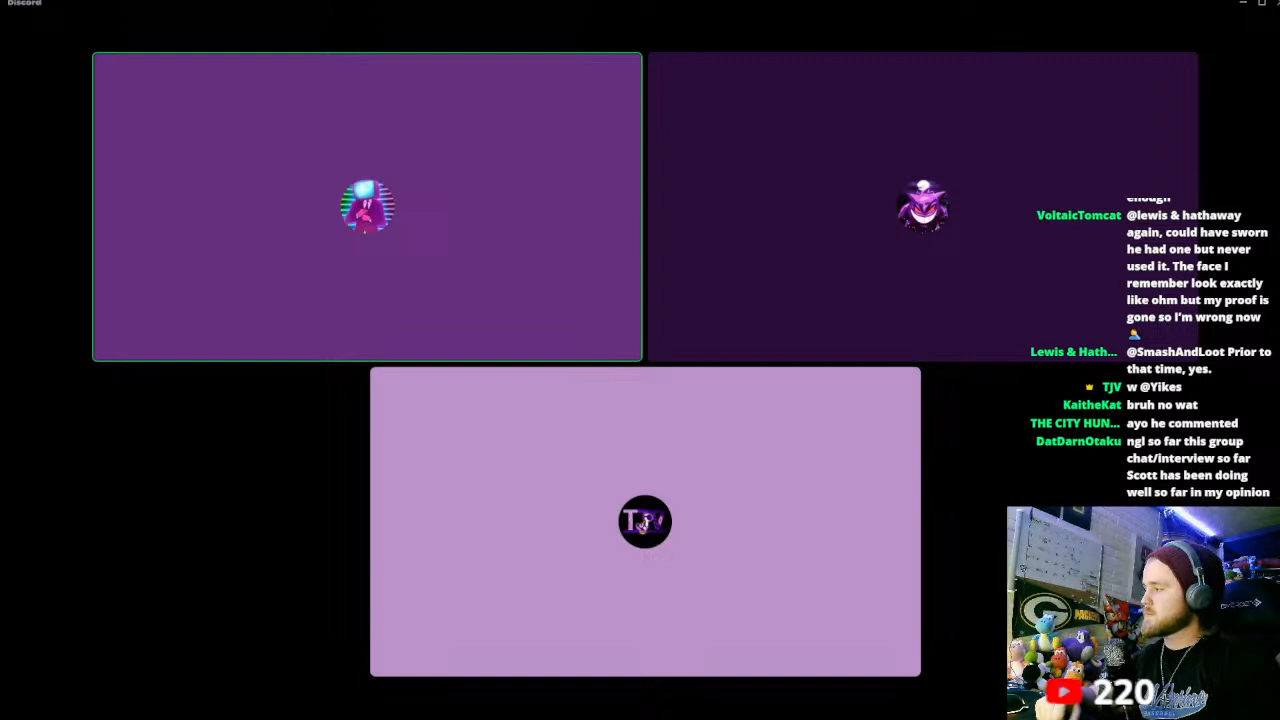 Discord
enough
VoltaicTomcat @lewis & hathaway
again, could have sworn
he had one but never
used it. The face I
remember look exactly
like ohm but my proof is
gone so I'm wrong now
Lewis & Hath... @SmashAndLoot Prior to
that time, yes.
TJV w @Yikes
KaitheKat bruh no wat
THE CITY HUN... ayo he commented
DatDarnOtaku ngl so far this group
chat/interview so far
Scott has been doing
well so far in my opinion
TJV
G
220